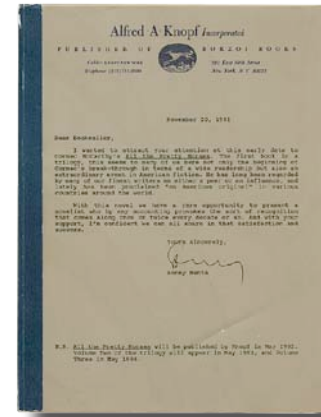 Alfred A Knopf Incorporated
PUBLISHER OF BORZOI BOOKS
201 East 50th Street
New York, N.Y. 10022
November 22, 1991
Dear Bookseller,
I wanted to attract your attention at this early date to
Cormac McCarthy's All the Pretty Horses. The first book in a
trilogy, this seems to many of us here not only the beginning of
Cormac's breakthrough in terms of a wide readership but also an
extraordinary event in American fiction. He has long been regarded
by many of our finest writers as either a peer or an influence, and
lately has been proclaimed "an American original" in various
countries around the world.
With this novel we have a rare opportunity to present a
novelist who by any accounting provokes the sort of recognition
that comes along once or twice every decade or so. And with your
support, I'm confident we can all share in that satisfaction and
success.
Yours sincerely,
Sonny Mehta
N.B. All the Pretty Horses will be published by Knopf in May 1992.
Volume Two of the trilogy will appear in May 1993, and Volume
Three in May 1994.